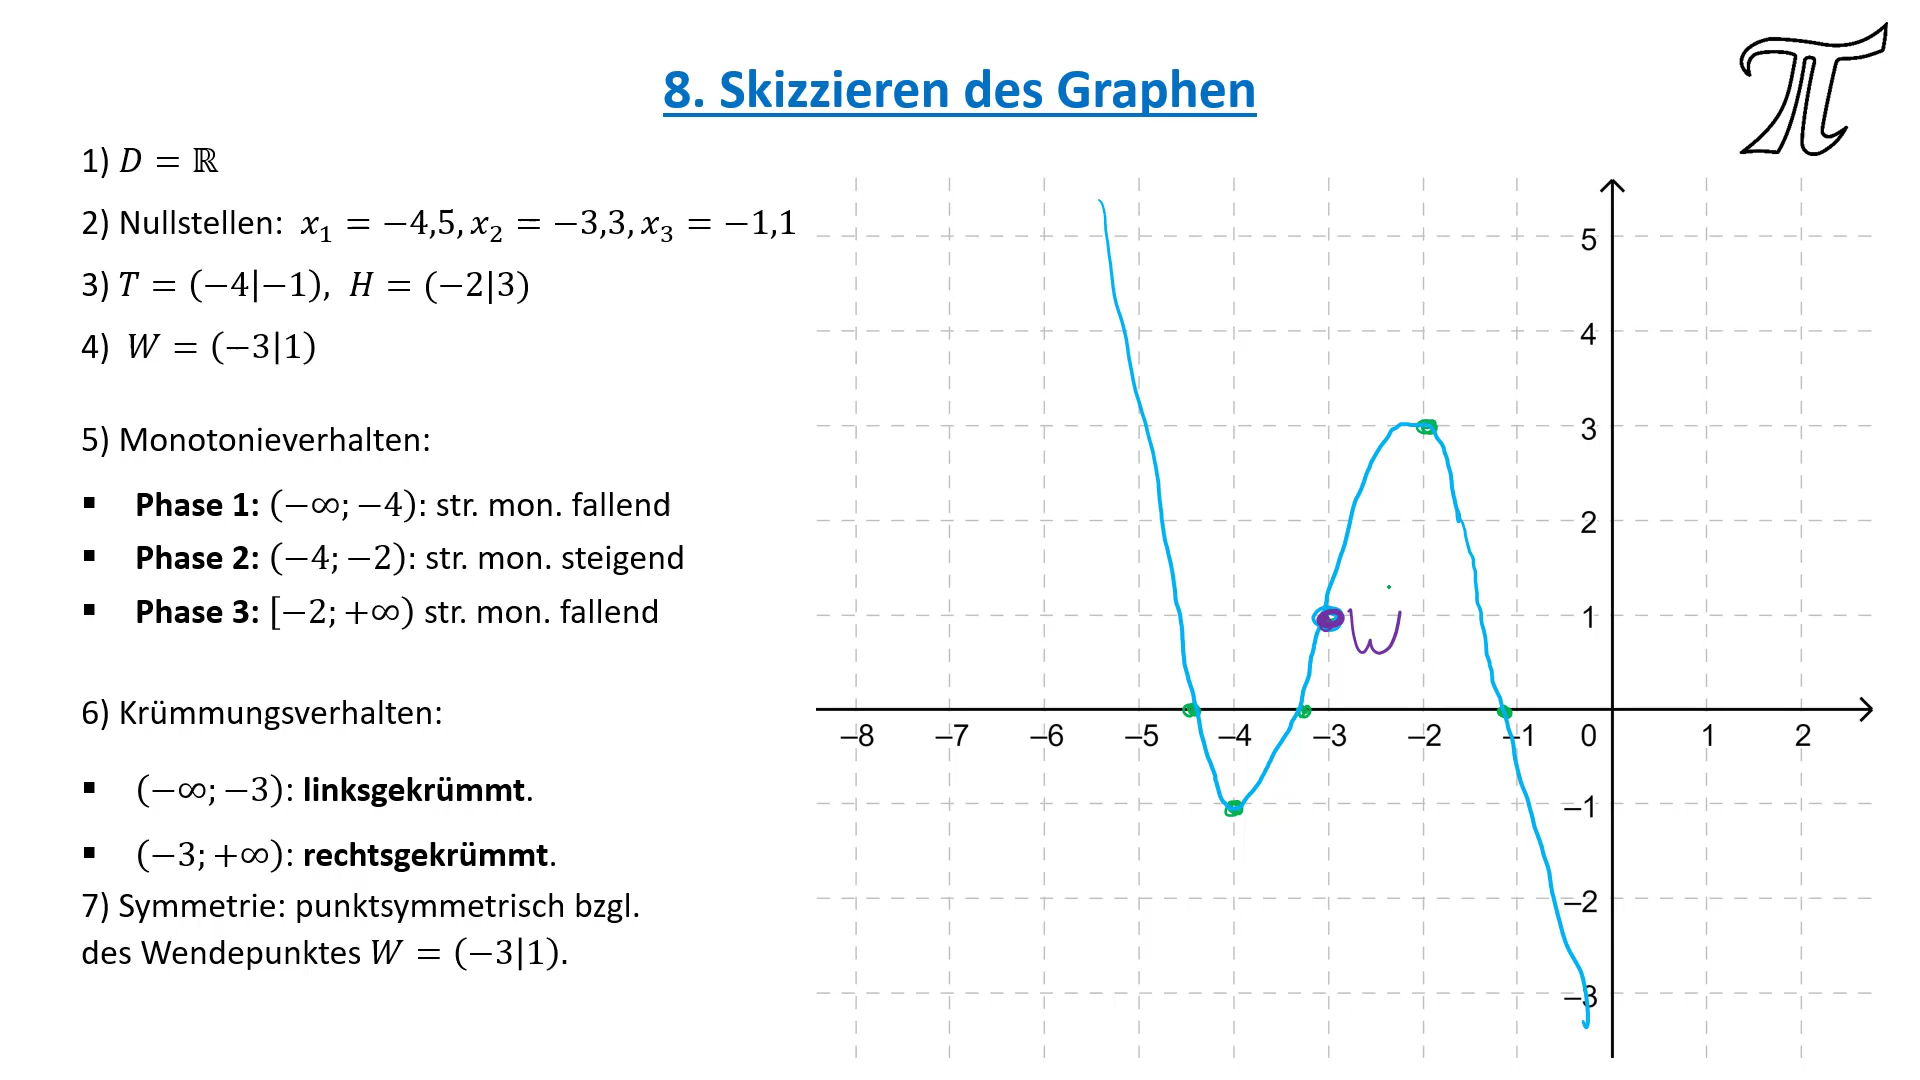 8. Skizzieren des Graphen
1) D = ℝ
2) Nullstellen: x₁ = −4,5, x₂ = −3,3, x₃ = −1,1
3) T = (−4|−1), H = (−2|3)
4) W = (−3|1)
5) Monotonieverhalten:
▪ Phase 1: (−∞; −4): str. mon. fallend
▪ Phase 2: (−4; −2): str. mon. steigend
▪ Phase 3: [−2; +∞) str. mon. fallend
6) Krümmungsverhalten:
▪ (−∞; −3): linksgekrümmt.
▪ (−3; +∞): rechtsgekrümmt.
7) Symmetrie: punktsymmetrisch bzgl.
des Wendepunktes W = (−3|1).
π
5
4
3
2
1
W
–8 –7 –6 –5 –4 –3 –2 –1 0 1 2
–1
–2
–3